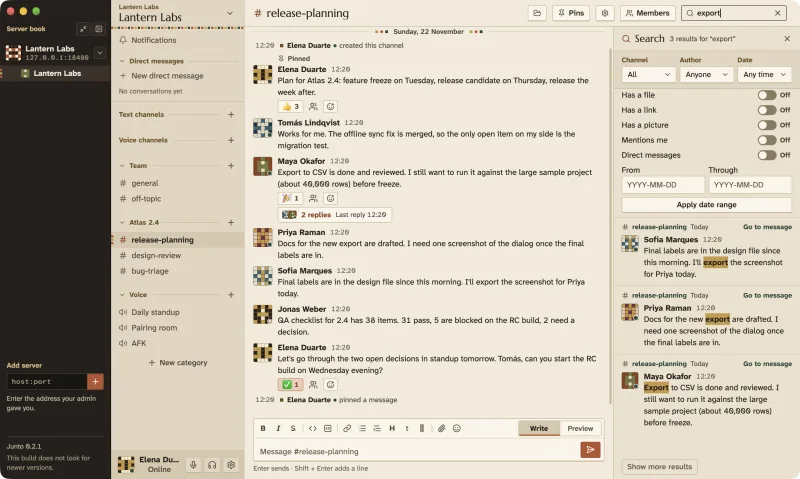 Server book
Lantern Labs
127.0.0.1:18480
Lantern Labs
Add server
host:port
+
Enter the address your admin
gave you.
Junto 0.2.1
This build does not look for
newer versions.
Lantern Labs
Lantern Labs
Notifications
Direct messages
+ New direct message
No conversations yet
Text channels +
Voice channels +
Team +
# general
# off-topic
Atlas 2.4 +
# release-planning
# design-review
# bug-triage
Voice +
Daily standup
Pairing room
AFK
+ New category
Elena Du...
Online
# release-planning
Pins
Members
Sunday, 22 November
12:20 Elena Duarte • created this channel
Pinned
Elena Duarte 12:20
Plan for Atlas 2.4: feature freeze on Tuesday, release candidate on Thursday, release the
week after.
👍 3
Tomás Lindqvist 12:20
Works for me. The offline sync fix is merged, so the only open item on my side is the
migration test.
Maya Okafor 12:20
Export to CSV is done and reviewed. I still want to run it against the large sample project
(about 40,000 rows) before freeze.
🎉 1
2 replies Last reply 12:20
Priya Raman 12:20
Docs for the new export are drafted. I need one screenshot of the dialog once the final
labels are in.
Sofia Marques 12:20
Final labels are in the design file since this morning. I'll export the screenshot for Priya
today.
Jonas Weber 12:20
QA checklist for 2.4 has 38 items. 31 pass, 5 are blocked on the RC build, 2 need a
decision.
Elena Duarte 12:20
Let's go through the two open decisions in standup tomorrow. Tomás, can you start the RC
build on Wednesday evening?
✅ 1
12:20 Elena Duarte • pinned a message
B I S H t
Write Preview
Message #release-planning
Enter sends · Shift + Enter adds a line
export
Search 3 results for “export”
Channel Author Date
All Anyone Any time
Has a file Off
Has a link Off
Has a picture Off
Mentions me Off
Direct messages Off
From Through
YYYY-MM-DD YYYY-MM-DD
Apply date range
# release-planning Today Go to message
Sofia Marques 12:20
Final labels are in the design file since
this morning. I'll export the screenshot
for Priya today.
# release-planning Today Go to message
Priya Raman 12:20
Docs for the new export are drafted. I
need one screenshot of the dialog once
the final labels are in.
# release-planning Today Go to message
Maya Okafor 12:20
Export to CSV is done and reviewed. I
still want to run it against the large
sample project (about 40,000 rows)
before freeze.
Show more results